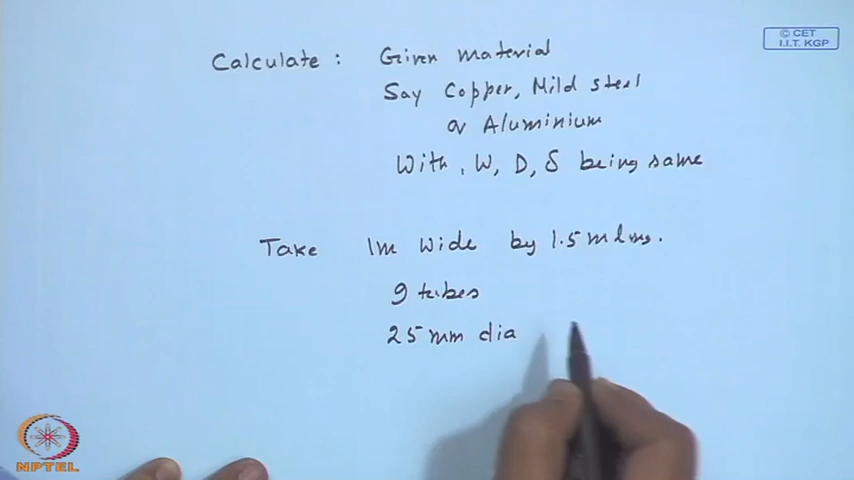 © CET
I.I.T. KGP
Calculate : Given material
Say Copper, Mild steel
or Aluminium
With, W, D, δ being same
Take 1m wide by 1.5m long.
9 tubes
25 mm dia
NPTEL